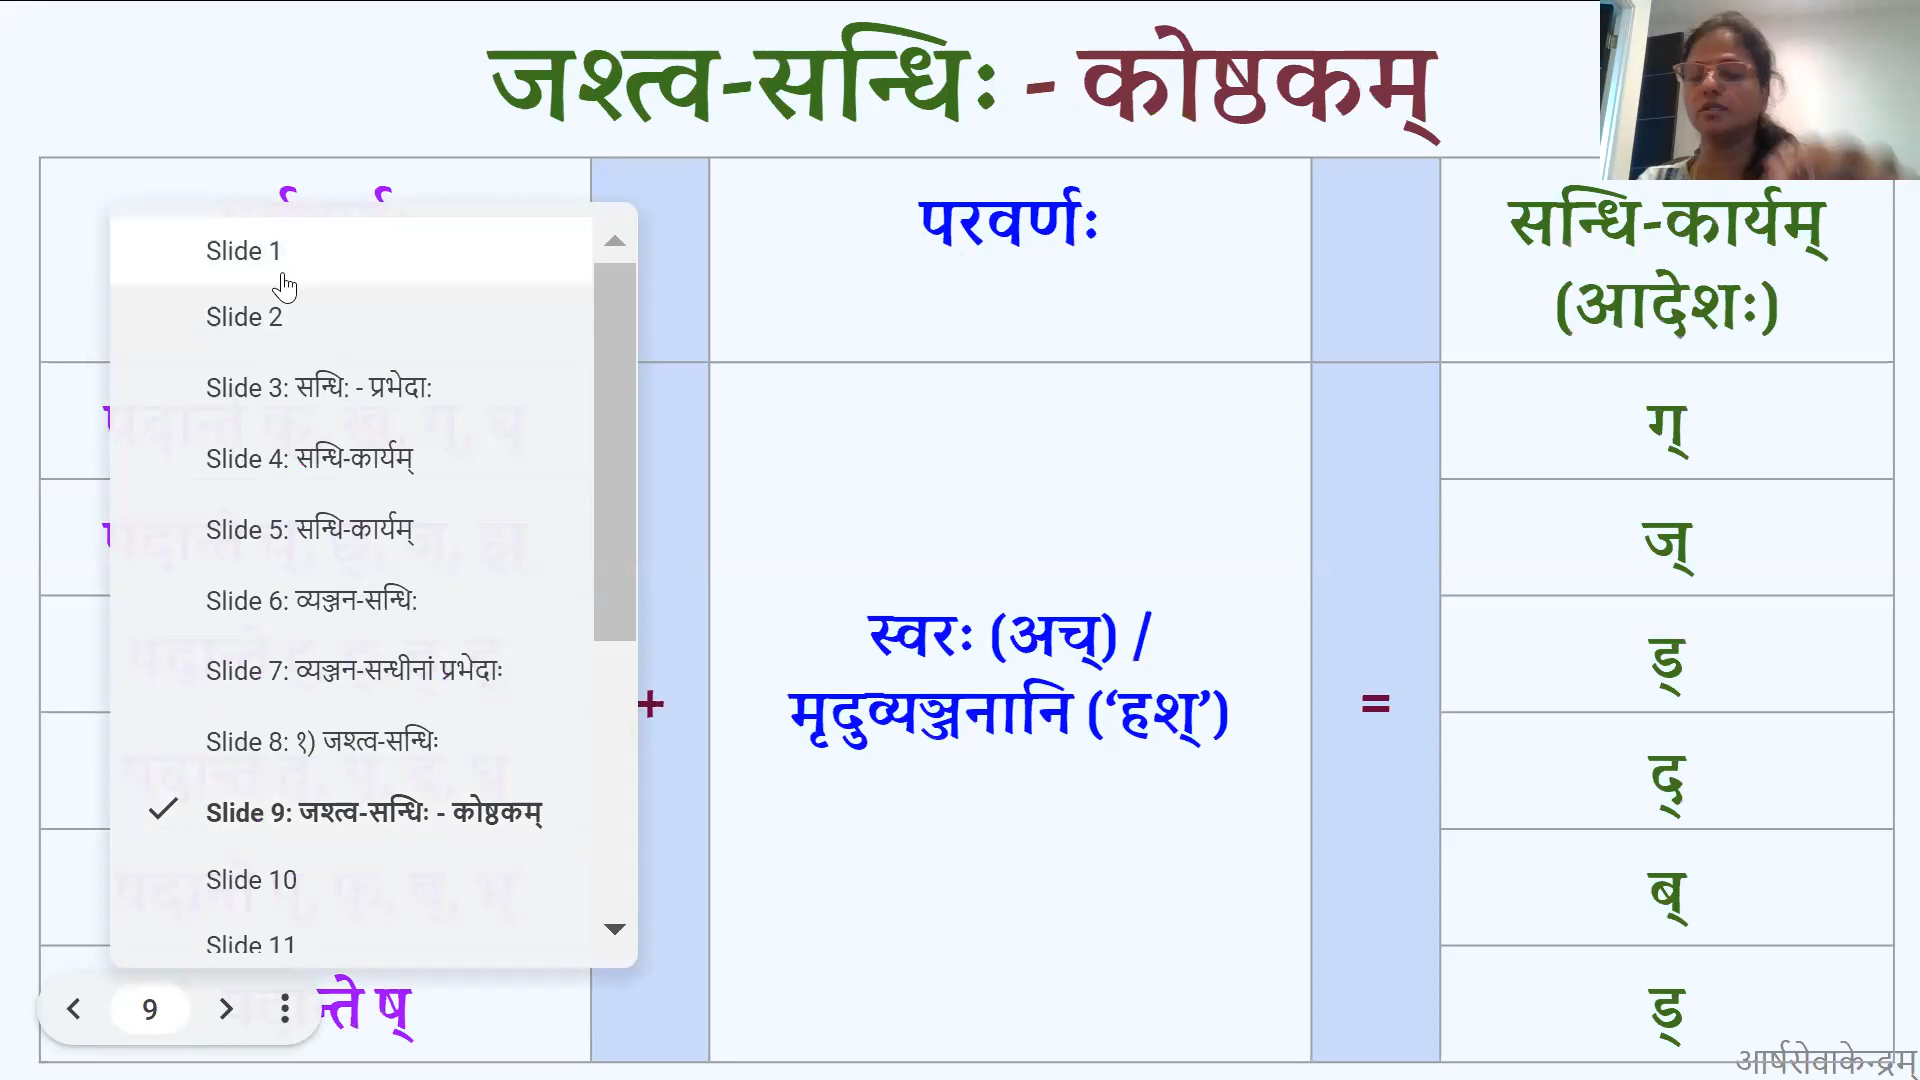 जश्त्व-सन्धिः - कोष्ठकम्
परवर्णः
सन्धि-कार्यम्
(आदेशः)
Slide 1
Slide 2
Slide 3: सन्धि: - प्रभेदाः
Slide 4: सन्धि-कार्यम्
Slide 5: सन्धि-कार्यम्
Slide 6: व्यञ्जन-सन्धि:
Slide 7: व्यञ्जन-सन्धीनां प्रभेदाः
Slide 8: १) जश्त्व-सन्धिः
Slide 9: जश्त्व-सन्धिः - कोष्ठकम्
Slide 10
Slide 11
+
स्वरः (अच्) /
मृदुव्यञ्जनानि (‘हश्’)
=
ग्
ज्
ड्
द्
ब्
ड्
ष्
9
आर्षसेवाकेन्द्रम्